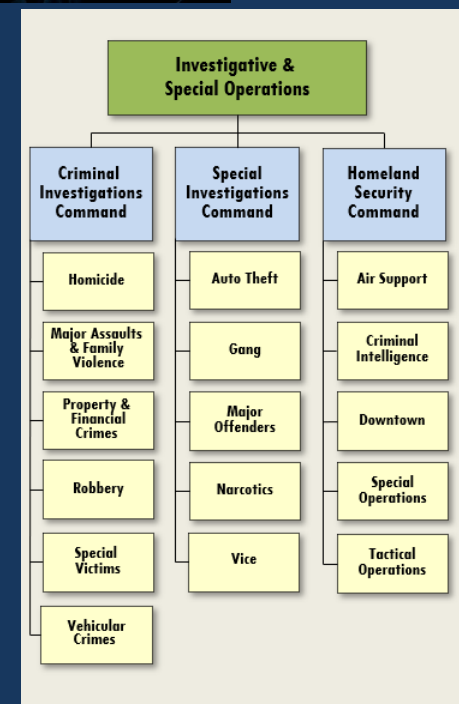 Investigative &
Special Operations
Criminal
Investigations
Command
Homicide
Major Assaults
& Family
Violence
Property &
Financial
Crimes
Robbery
Special
Victims
Vehicular
Crimes
Special
Investigations
Command
Auto Theft
Gang
Major
Offenders
Narcotics
Vice
Homeland
Security
Command
Air Support
Criminal
Intelligence
Downtown
Special
Operations
Tactical
Operations